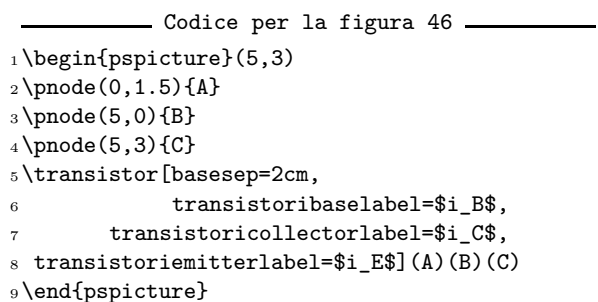 Codice per la figura 46
1 \begin{pspicture}(5,3)
2 \pnode(0,1.5){A}
3 \pnode(5,0){B}
4 \pnode(5,3){C}
5 \transistor[basesep=2cm,
6 transistoribaselabel=$i_B$,
7 transistoricollectorlabel=$i_C$,
8 transistoriemitterlabel=$i_E$](A)(B)(C)
9 \end{pspicture}